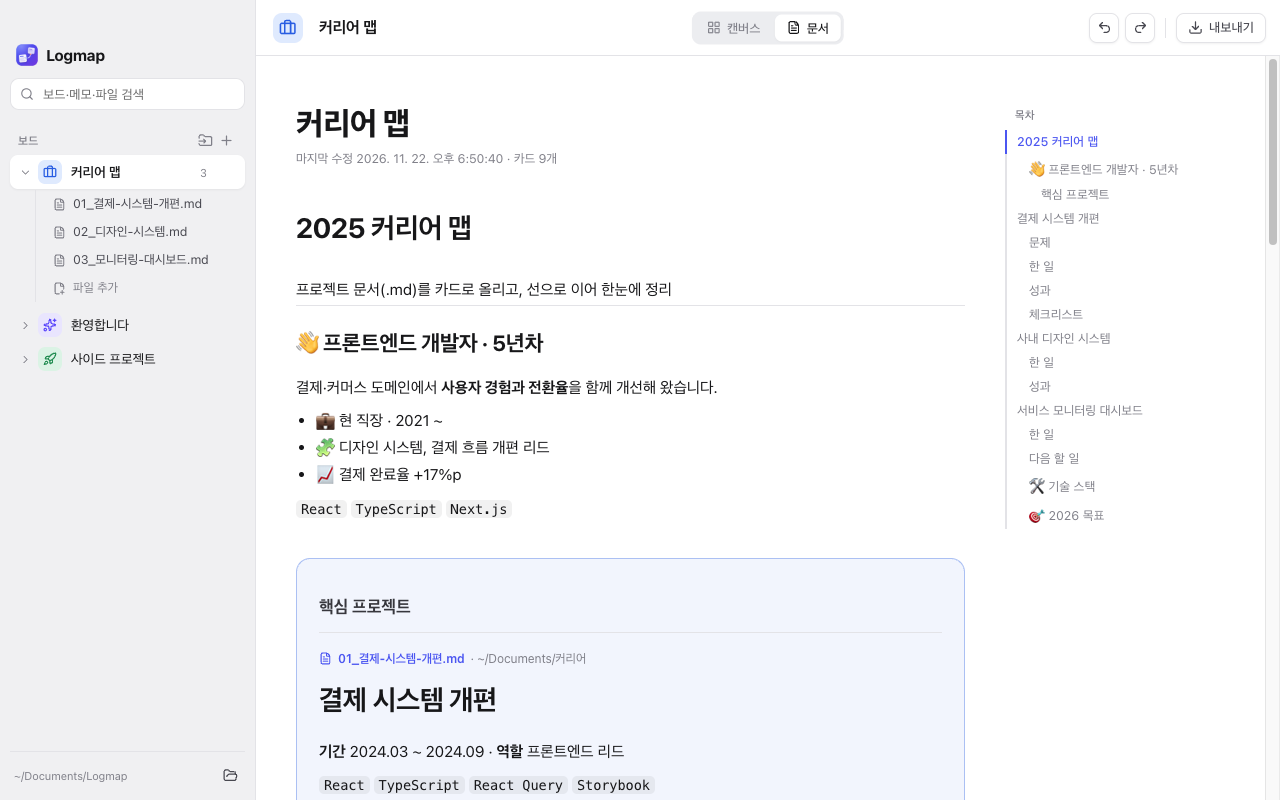 Logmap
보드·메모·파일 검색
보드
커리어 맵
3
01_결제-시스템-개편.md
02_디자인-시스템.md
03_모니터링-대시보드.md
파일 추가
환영합니다
사이드 프로젝트
~/Documents/Logmap
커리어 맵
캔버스
문서
내보내기
커리어 맵
마지막 수정 2026. 11. 22. 오후 6:50:40 · 카드 9개
2025 커리어 맵
프로젝트 문서(.md)를 카드로 올리고, 선으로 이어 한눈에 정리
👋 프론트엔드 개발자 · 5년차
결제·커머스 도메인에서 사용자 경험과 전환율을 함께 개선해 왔습니다.
• 💼 현 직장 · 2021 ~
• 🧩 디자인 시스템, 결제 흐름 개편 리드
• 📈 결제 완료율 +17%p
React TypeScript Next.js
핵심 프로젝트
01_결제-시스템-개편.md · ~/Documents/커리어
결제 시스템 개편
기간 2024.03 ~ 2024.09 · 역할 프론트엔드 리드
React TypeScript React Query Storybook
목차
2025 커리어 맵
👋 프론트엔드 개발자 · 5년차
핵심 프로젝트
결제 시스템 개편
문제
한 일
성과
체크리스트
사내 디자인 시스템
한 일
성과
서비스 모니터링 대시보드
한 일
다음 할 일
🛠️ 기술 스택
🎯 2026 목표